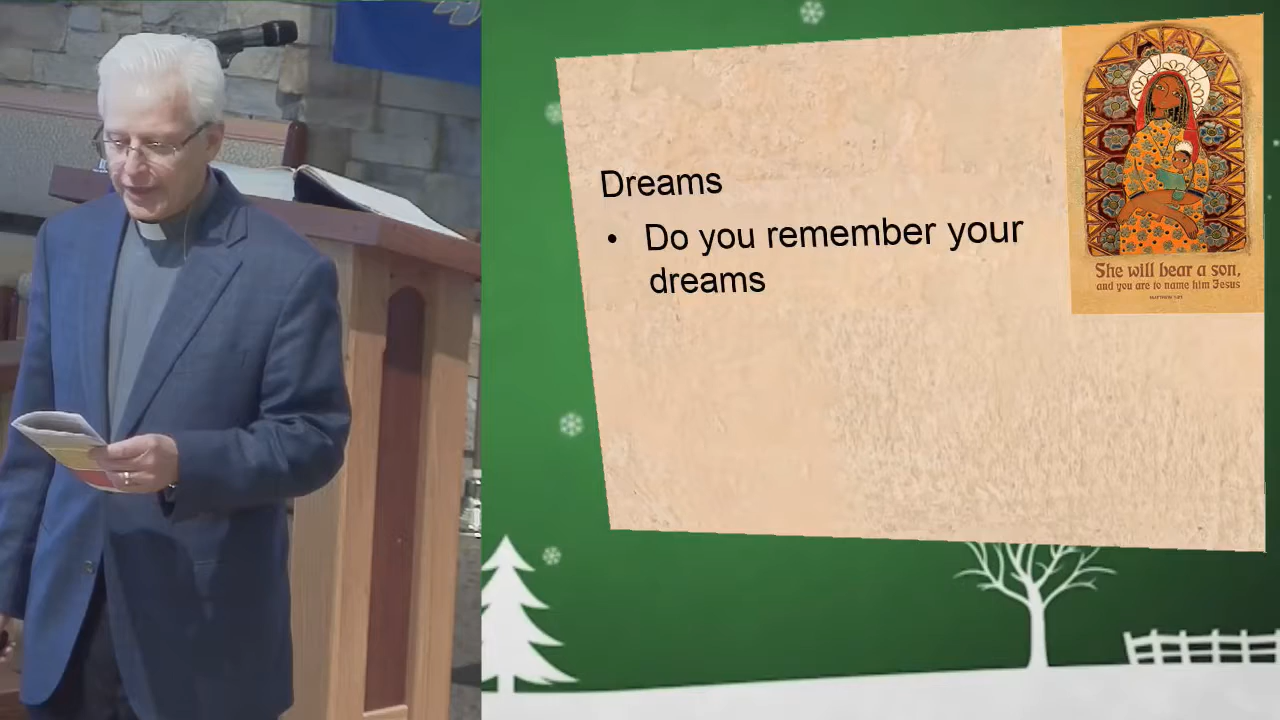 Dreams
• Do you remember your
dreams
She will bear a son,
and you are to name him Jesus